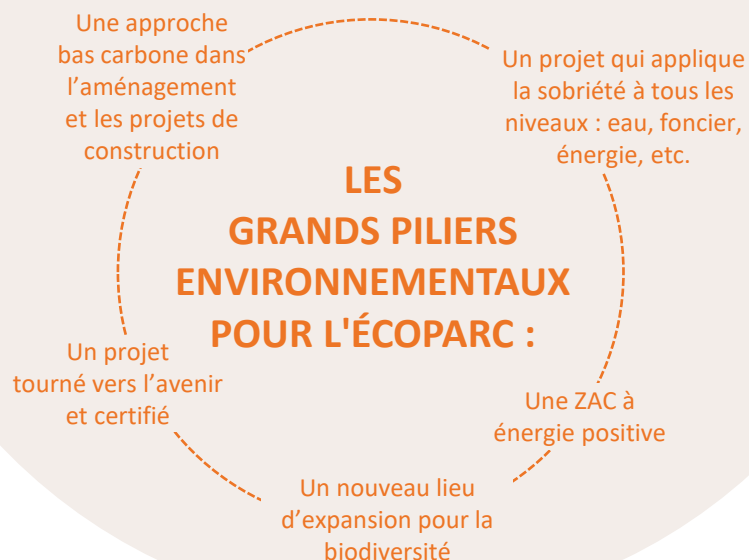 Une approche
bas carbone dans
l’aménagement
et les projets de
construction
Un projet qui applique
la sobriété à tous les
niveaux : eau, foncier,
énergie, etc.
LES
GRANDS PILIERS
ENVIRONNEMENTAUX
POUR L'ÉCOPARC :
Un projet
tourné vers l’avenir
et certifié
Une ZAC à
énergie positive
Un nouveau lieu
d’expansion pour la
biodiversité